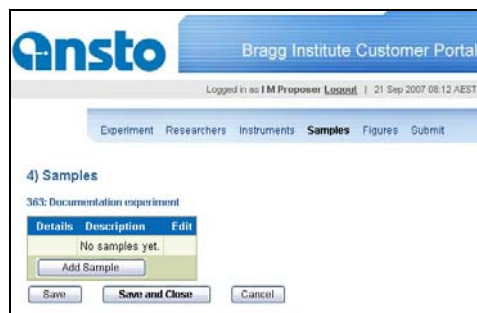 ansto
Bragg Institute Customer Portal
Logged in as I M Proposer Logout | 21 Sep 2007 08:12 AEST
Experiment Researchers Instruments Samples Figures Submit
4) Samples
363: Documentation experiment
Details Description Edit
No samples yet.
Add Sample
Save Save and Close Cancel